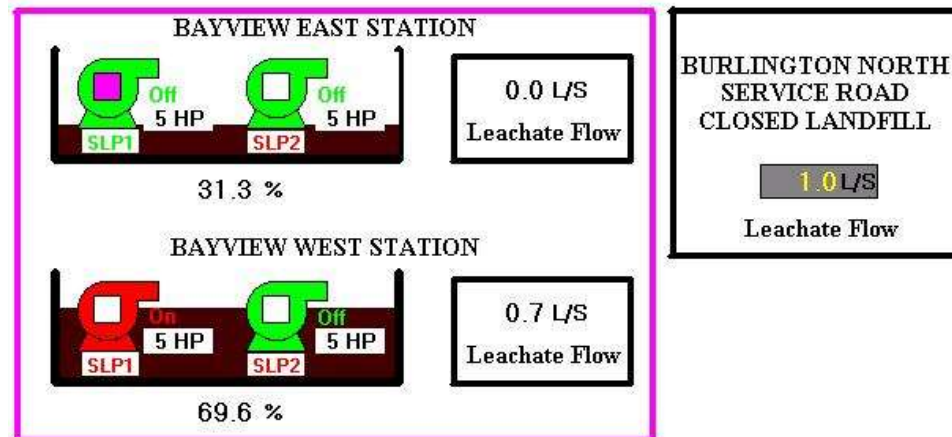 BAYVIEW EAST STATION
Off
5 HP
SLP1
Off
5 HP
SLP2
31.3 %
0.0 L/S
Leachate Flow
BAYVIEW WEST STATION
On
5 HP
SLP1
Off
5 HP
SLP2
69.6 %
0.7 L/S
Leachate Flow
BURLINGTON NORTH
SERVICE ROAD
CLOSED LANDFILL
1.0 L/S
Leachate Flow